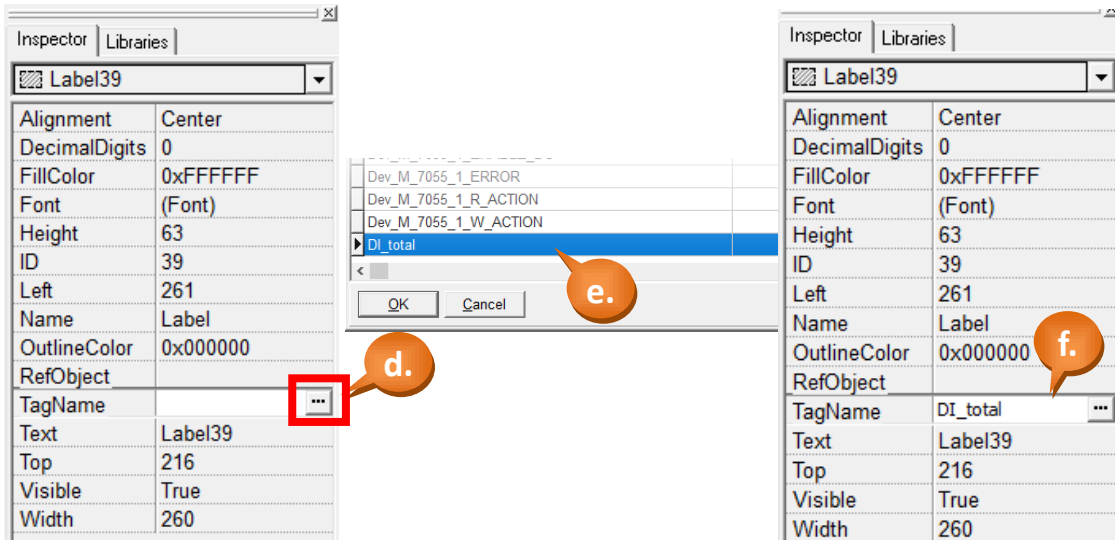 Inspector Libraries
Label39
Alignment Center
DecimalDigits 0
FillColor 0xFFFFFF
Font (Font)
Height 63
ID 39
Left 261
Name Label
OutlineColor 0x000000
RefObject
TagName ...
Text Label39
Top 216
Visible True
Width 260
d.
Dev_M_7055_1_ERROR
Dev_M_7055_1_R_ACTION
Dev_M_7055_1_W_ACTION
DI_total
OK Cancel
e.
Inspector Libraries
Label39
Alignment Center
DecimalDigits 0
FillColor 0xFFFFFF
Font (Font)
Height 63
ID 39
Left 261
Name Label
OutlineColor 0x000000
RefObject
f.
TagName DI_total ...
Text Label39
Top 216
Visible True
Width 260